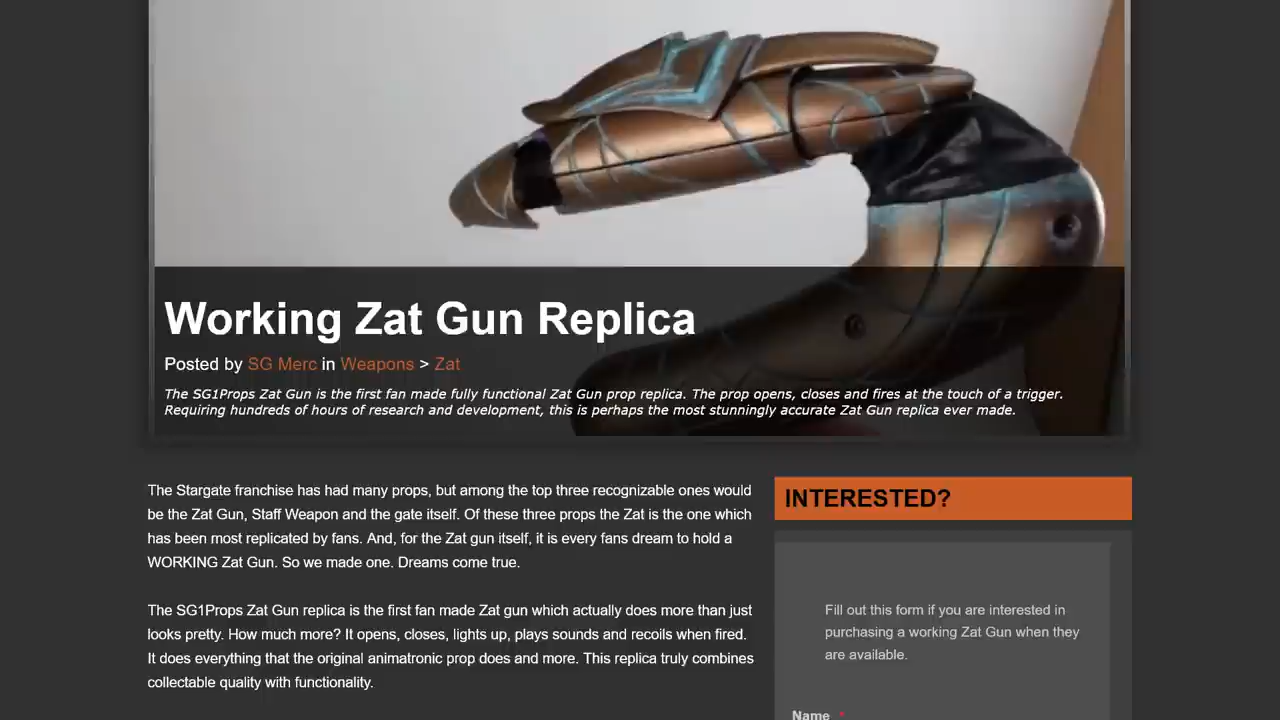 Working Zat Gun Replica
Posted by SG Merc in Weapons > Zat
The SG1Props Zat Gun is the first fan made fully functional Zat Gun prop replica. The prop opens, closes and fires at the touch of a trigger.
Requiring hundreds of hours of research and development, this is perhaps the most stunningly accurate Zat Gun replica ever made.
The Stargate franchise has had many props, but among the top three recognizable ones would
be the Zat Gun, Staff Weapon and the gate itself. Of these three props the Zat is the one which
has been most replicated by fans. And, for the Zat gun itself, it is every fans dream to hold a
WORKING Zat Gun. So we made one. Dreams come true.
The SG1Props Zat Gun replica is the first fan made Zat gun which actually does more than just
looks pretty. How much more? It opens, closes, lights up, plays sounds and recoils when fired.
It does everything that the original animatronic prop does and more. This replica truly combines
collectable quality with functionality.
INTERESTED?
Fill out this form if you are interested in
purchasing a working Zat Gun when they
are available.
Name *